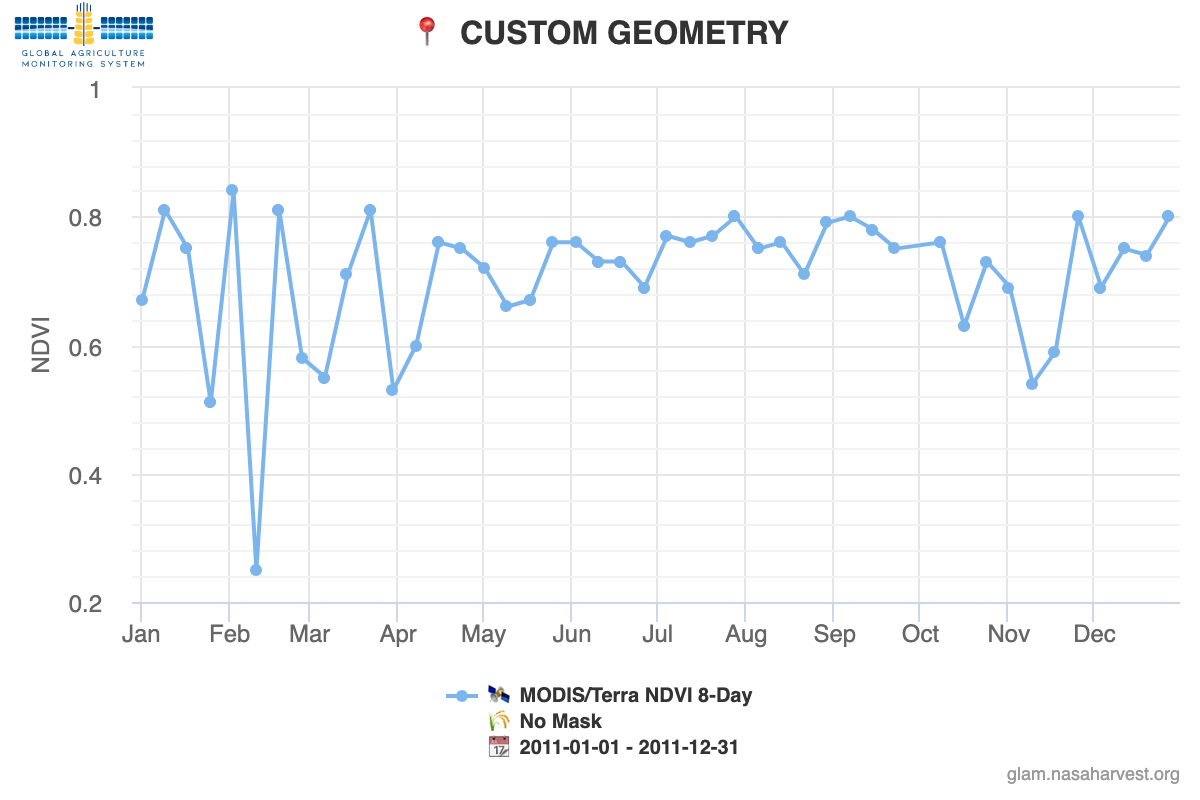 GLOBAL AGRICULTURE
MONITORING SYSTEM
CUSTOM GEOMETRY
1
0.8
0.6
0.4
0.2
NDVI
Jan Feb Mar Apr May Jun Jul Aug Sep Oct Nov Dec
MODIS/Terra NDVI 8-Day
No Mask
17
2011-01-01 - 2011-12-31
glam.nasaharvest.org